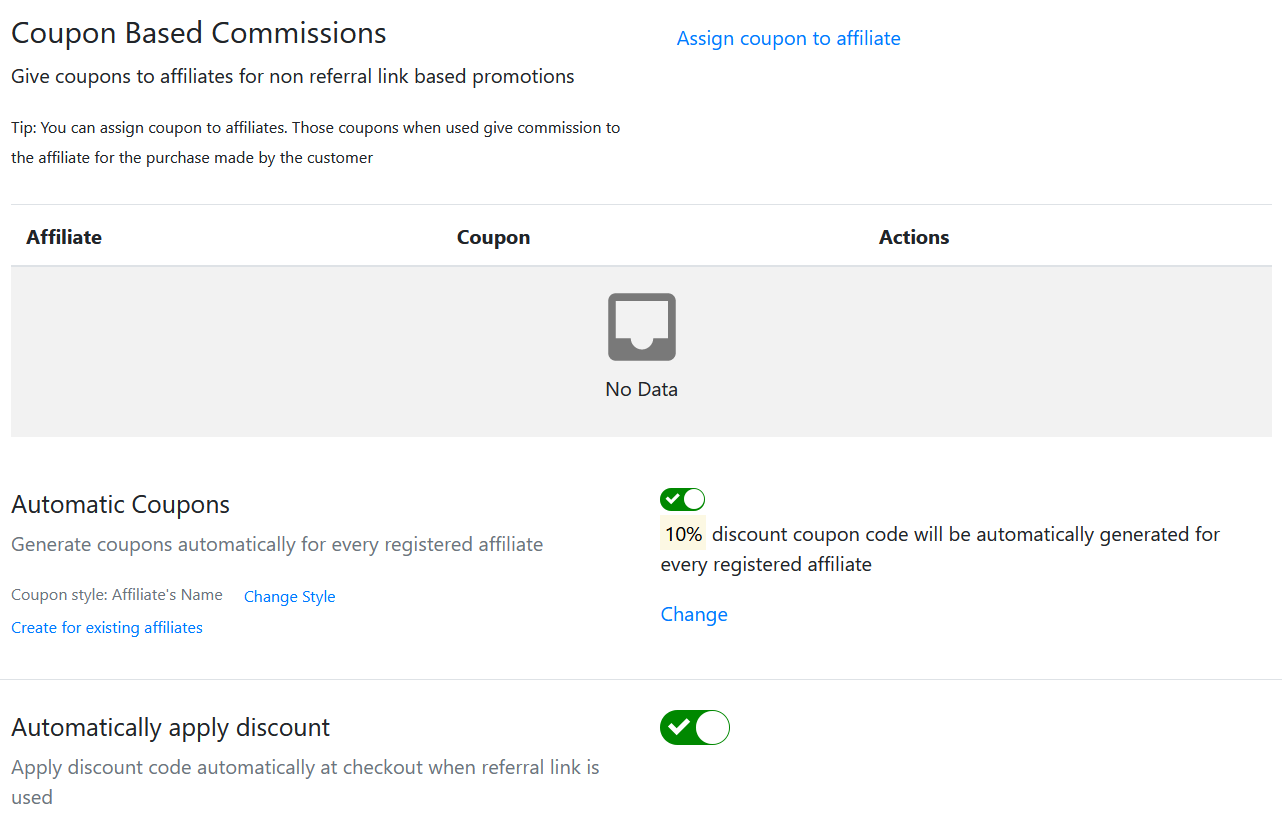 Coupon Based Commissions
Assign coupon to affiliate
Give coupons to affiliates for non referral link based promotions
Tip: You can assign coupon to affiliates. Those coupons when used give commission to
the affiliate for the purchase made by the customer
Affiliate Coupon Actions
No Data
Automatic Coupons
Generate coupons automatically for every registered affiliate
Coupon style: Affiliate's Name Change Style
Create for existing affiliates
10% discount coupon code will be automatically generated for
every registered affiliate
Change
Automatically apply discount
Apply discount code automatically at checkout when referral link is
used